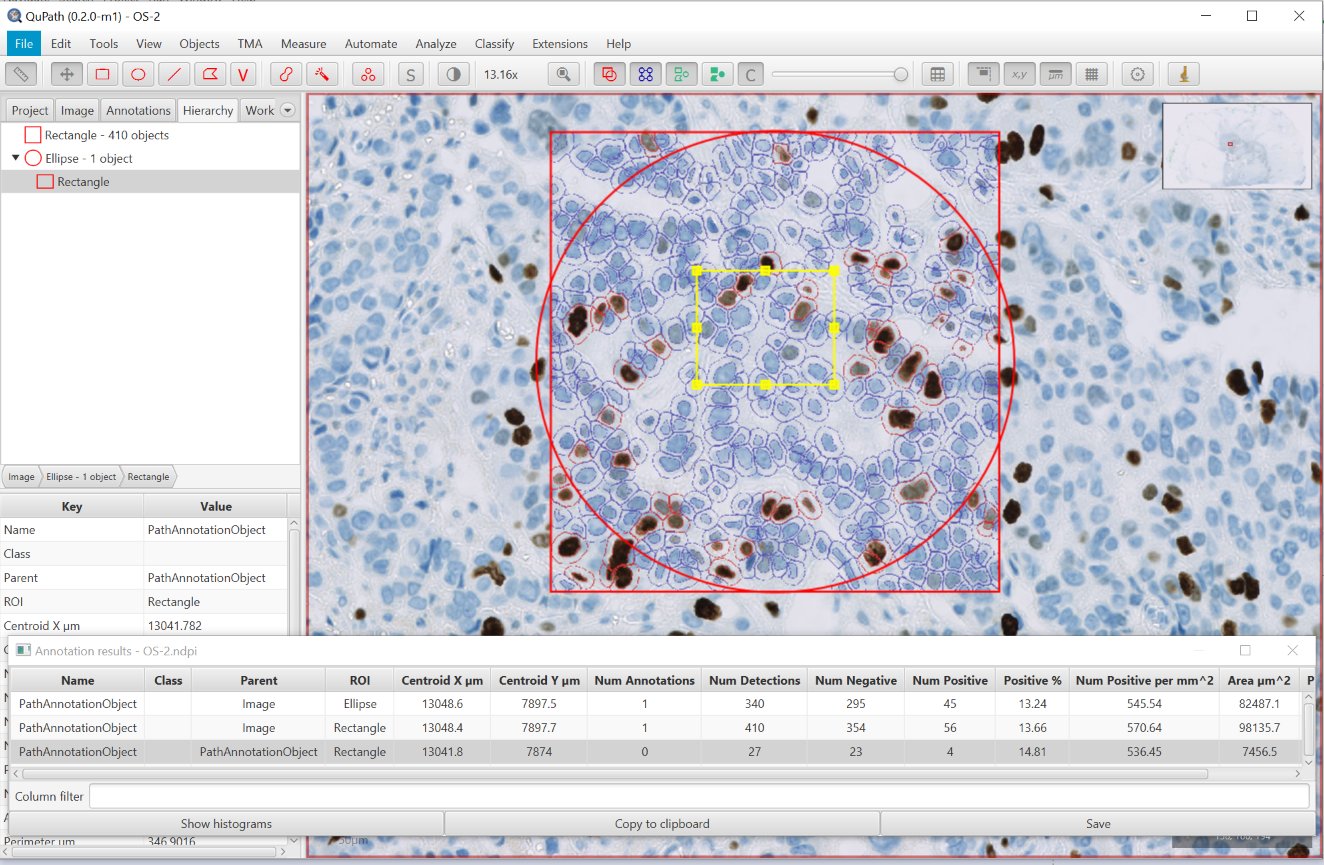 QuPath (0.2.0-m1) - OS-2
File Edit Tools View Objects TMA Measure Automate Analyze Classify Extensions Help
V S 13.16x C x,y µm
Project Image Annotations Hierarchy Work
Rectangle - 410 objects
Ellipse - 1 object
Rectangle
Image Ellipse - 1 object Rectangle
Key Value
Name PathAnnotationObject
Class
Parent PathAnnotationObject
ROI Rectangle
Centroid X µm 13041.782
Annotation results - OS-2.ndpi
Name Class Parent ROI Centroid X µm Centroid Y µm Num Annotations Num Detections Num Negative Num Positive Positive % Num Positive per mm^2 Area µm^2 P
PathAnnotationObject Image Ellipse 13048.6 7897.5 1 340 295 45 13.24 545.54 82487.1
PathAnnotationObject Image Rectangle 13048.4 7897.7 1 410 354 56 13.66 570.64 98135.7
PathAnnotationObject PathAnnotationObject Rectangle 13041.8 7874 0 27 23 4 14.81 536.45 7456.5
Column filter
Show histograms Copy to clipboard Save
Perimeter µm 346.9016